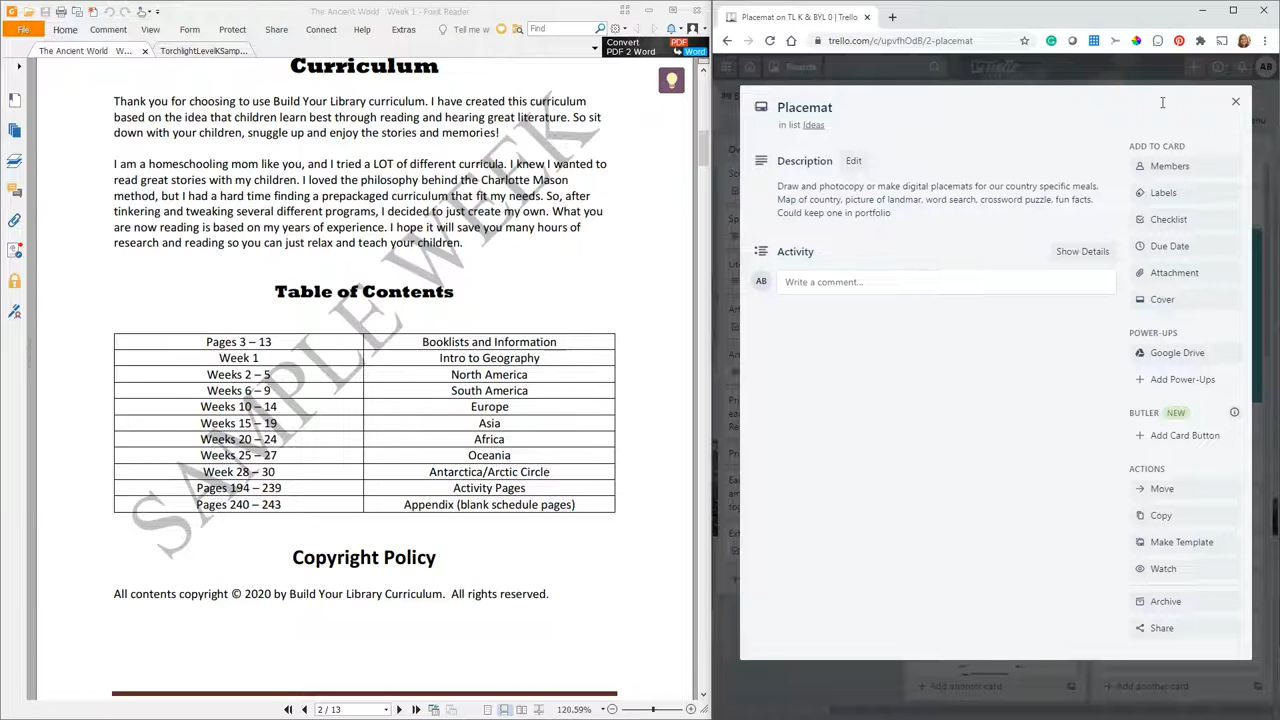 The Ancient World _ Week 1 - Foxit Reader
File
Home
Comment
View
Form
Protect
Share
Connect
Help
Extras
Tell me w
Find
The Ancient World _ W...
TorchlightLevelKSamp...
Convert
PDF 2 Word
PDF
Word
Curriculum
Thank you for choosing to use Build Your Library curriculum. I have created this curriculum
based on the idea that children learn best through reading and hearing great literature. So sit
down with your children, snuggle up and enjoy the stories and memories!
I am a homeschooling mom like you, and I tried a LOT of different curricula. I knew I wanted to
read great stories with my children. I loved the philosophy behind the Charlotte Mason
method, but I had a hard time finding a prepackaged curriculum that fit my needs. So, after
tinkering and tweaking several different programs, I decided to just create my own. What you
are now reading is based on my years of experience. I hope it will save you many hours of
research and reading so you can just relax and teach your children.
SAMPLE WEEK
Table of Contents
Pages 3 – 13 Booklists and Information
Week 1 Intro to Geography
Weeks 2 – 5 North America
Weeks 6 – 9 South America
Weeks 10 – 14 Europe
Weeks 15 – 19 Asia
Weeks 20 – 24 Africa
Weeks 25 – 27 Oceania
Week 28 – 30 Antarctica/Arctic Circle
Pages 194 – 239 Activity Pages
Pages 240 – 243 Appendix (blank schedule pages)
Copyright Policy
All contents copyright © 2020 by Build Your Library Curriculum. All rights reserved.
2 / 13
120.59%
Placemat on TL K & BYL 0 | Trello
trello.com/c/upvfhOdB/2-placemat
Boards
AB
Placemat
in list Ideas
Description
Edit
Draw and photocopy or make digital placemats for our country specific meals.
Map of country, picture of landmar, word search, crossword puzzle, fun facts.
Could keep one in portfolio
Activity
Show Details
AB
Write a comment...
ADD TO CARD
Members
Labels
Checklist
Due Date
Attachment
Cover
POWER-UPS
Google Drive
Add Power-Ups
BUTLER NEW
Add Card Button
ACTIONS
Move
Copy
Make Template
Watch
Archive
Share
+ Add another card
+ Add another card